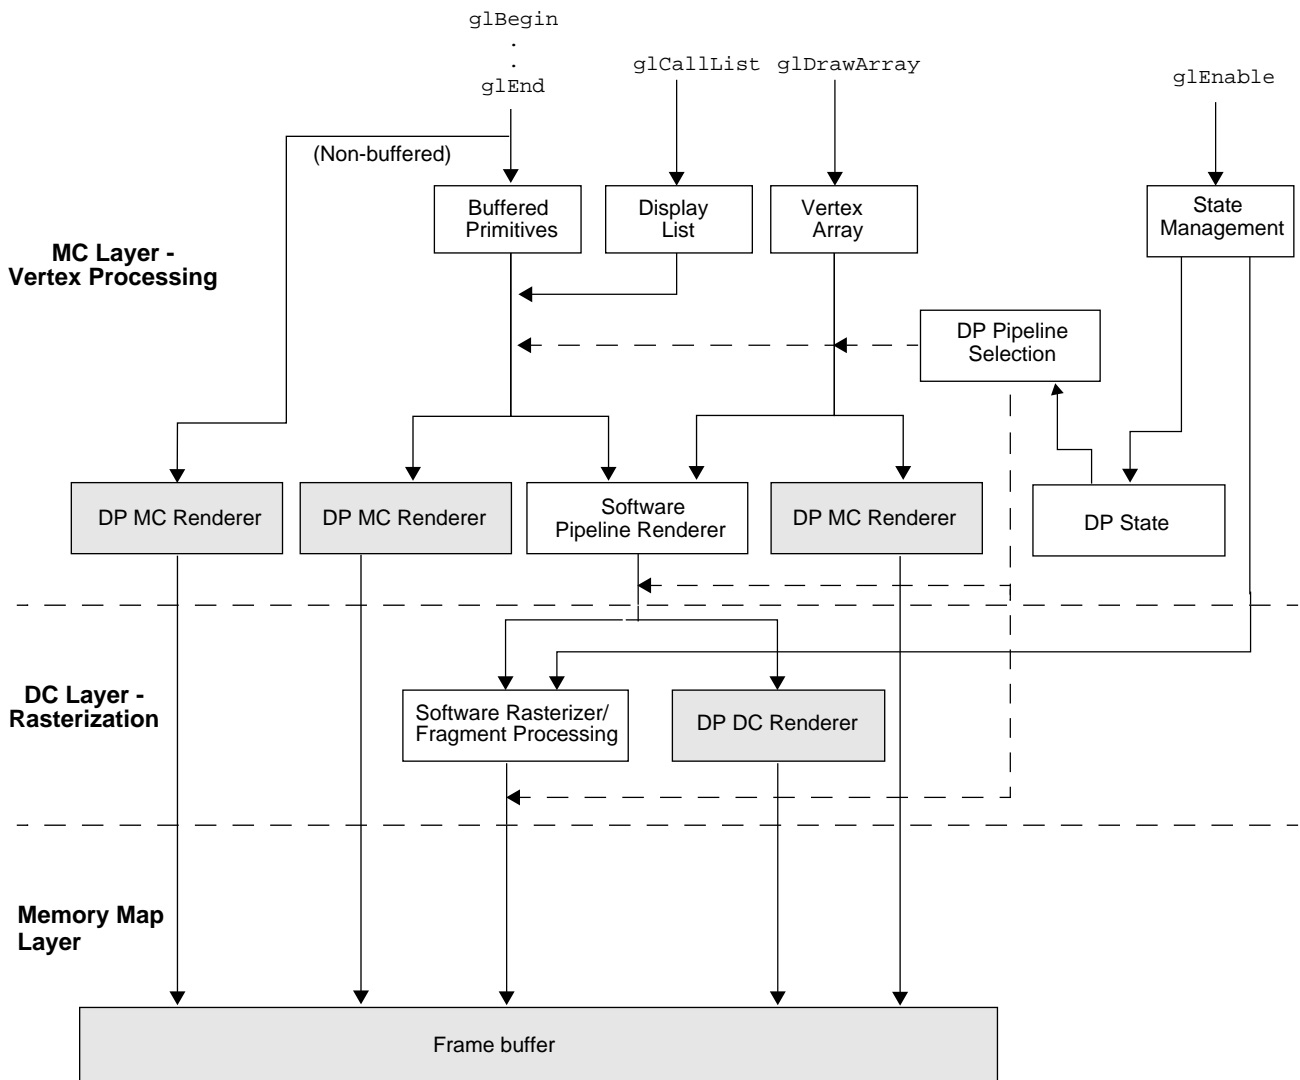 glBegin
.
.
glEnd
glCallList
glDrawArray
glEnable
(Non-buffered)
Buffered
Primitives
Display
List
Vertex
Array
State
Management
MC Layer -
Vertex Processing
DP Pipeline
Selection
DP MC Renderer
DP MC Renderer
Software
Pipeline Renderer
DP MC Renderer
DP State
DC Layer -
Rasterization
Software Rasterizer/
Fragment Processing
DP DC Renderer
Memory Map
Layer
Frame buffer